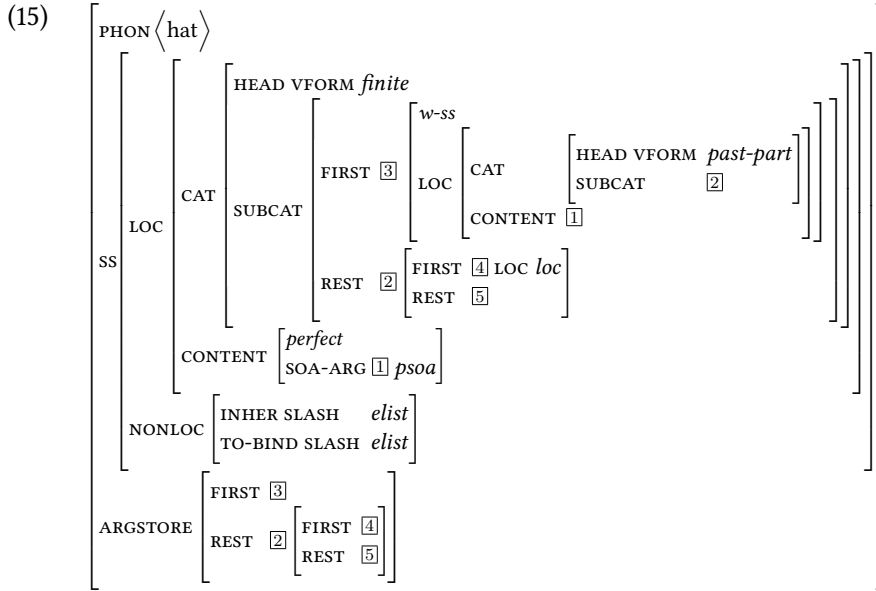 (15)
PHON ⟨hat⟩
HEAD VFORM finite
w-ss
HEAD VFORM past-part
CAT
FIRST 3
SUBCAT 2
LOC
CAT
SUBCAT
CONTENT 1
LOC
FIRST 4 LOC loc
SS
REST 2
REST 5
perfect
CONTENT
SOA-ARG 1 psoa
INHER SLASH elist
NONLOC
TO-BIND SLASH elist
FIRST 3
ARGSTORE
FIRST 4
REST 2
REST 5